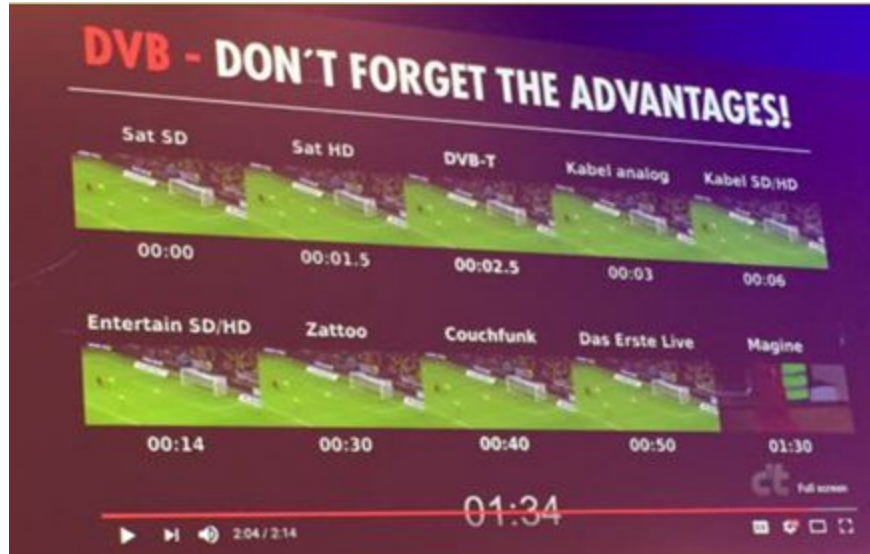 DVB - DON´T FORGET THE ADVANTAGES!
Sat SD Sat HD DVB-T Kabel analog Kabel SD/HD
00:00 00:01.5 00:02.5 00:03 00:06
Entertain SD/HD Zattoo Couchfunk Das Erste Live Magine
00:14 00:30 00:40 00:50 01:30
c't Full screen
01:34
2:04 / 2:14